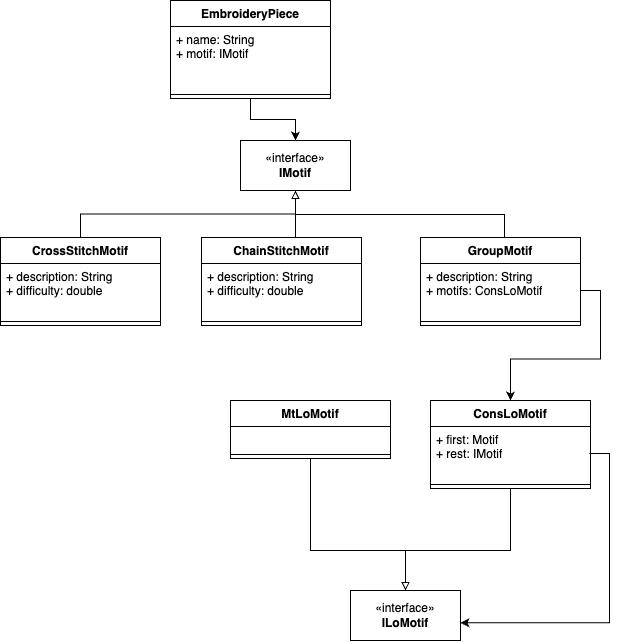 EmbroideryPiece
+ name: String
+ motif: IMotif
«interface»
IMotif
CrossStitchMotif
+ description: String
+ difficulty: double
ChainStitchMotif
+ description: String
+ difficulty: double
GroupMotif
+ description: String
+ motifs: ConsLoMotif
MtLoMotif
ConsLoMotif
+ first: Motif
+ rest: IMotif
«interface»
ILoMotif